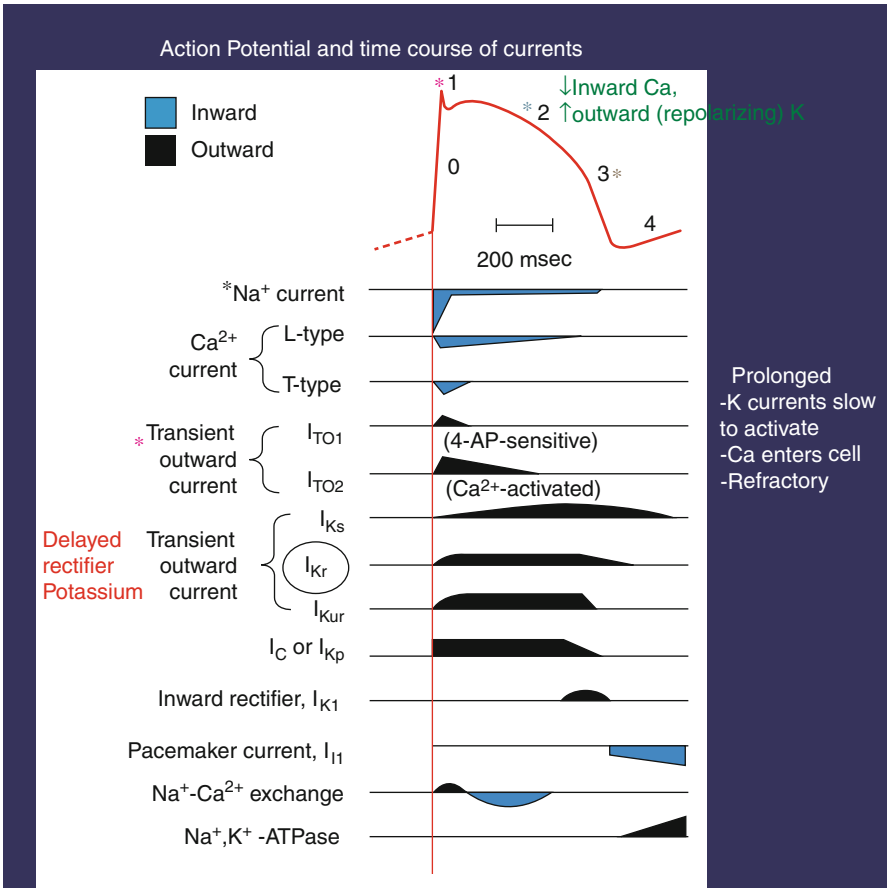 Action Potential and time course of currents
Inward
Outward
*1
0
*2
↓Inward Ca,
↑outward (repolarizing) K
3*
4
200 msec
*Na⁺ current
Ca²⁺
current
L-type
T-type
*Transient
outward
current
I_TO1
(4-AP-sensitive)
I_TO2
(Ca²⁺-activated)
Delayed
rectifier
Potassium
Transient
outward
current
I_Ks
I_Kr
I_Kur
I_C or I_Kp
Inward rectifier, I_K1
Pacemaker current, I_I1
Na⁺-Ca²⁺ exchange
Na⁺,K⁺ -ATPase
Prolonged
-K currents slow
to activate
-Ca enters cell
-Refractory